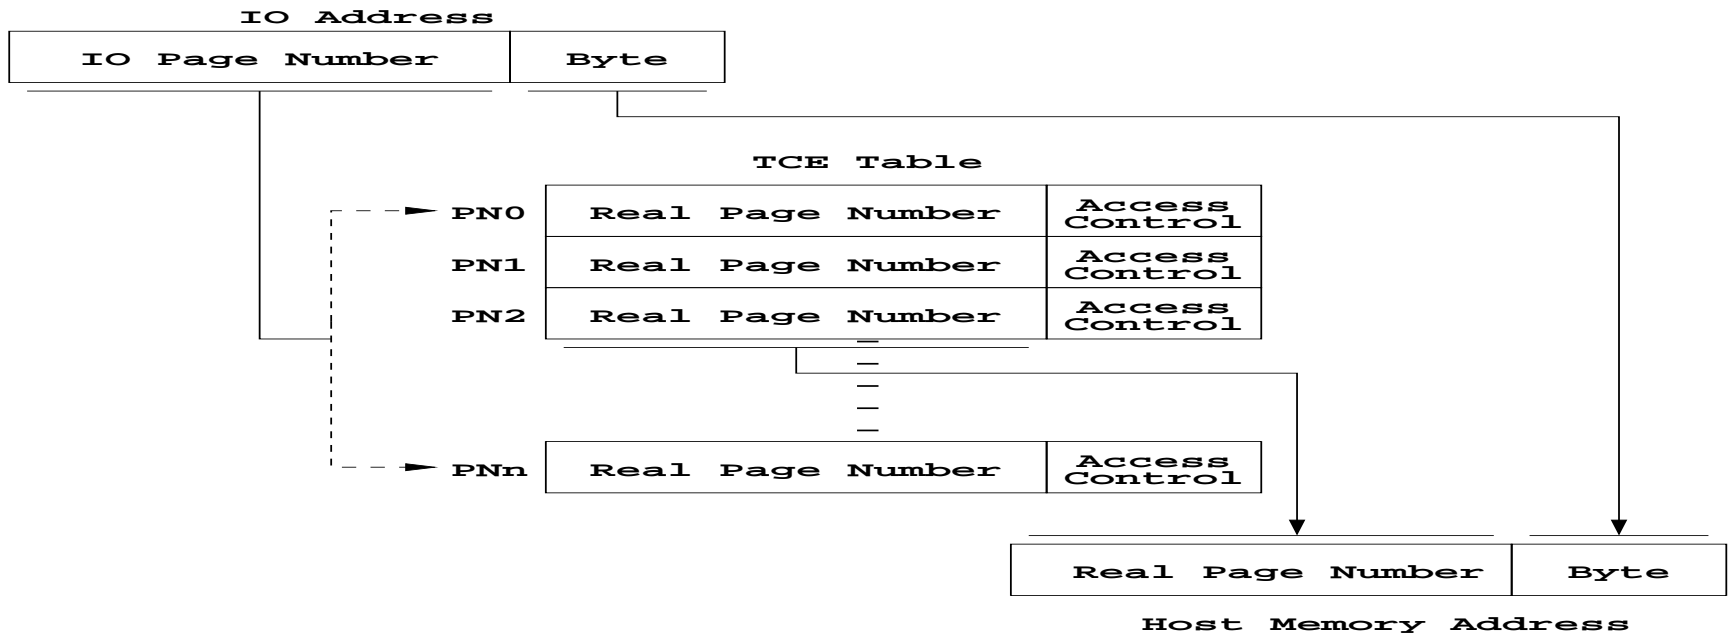 IO Address
IO Page Number Byte
TCE Table
PN0 Real Page Number Access Control
PN1 Real Page Number Access Control
PN2 Real Page Number Access Control
PNn Real Page Number Access Control
Real Page Number Byte
Host Memory Address